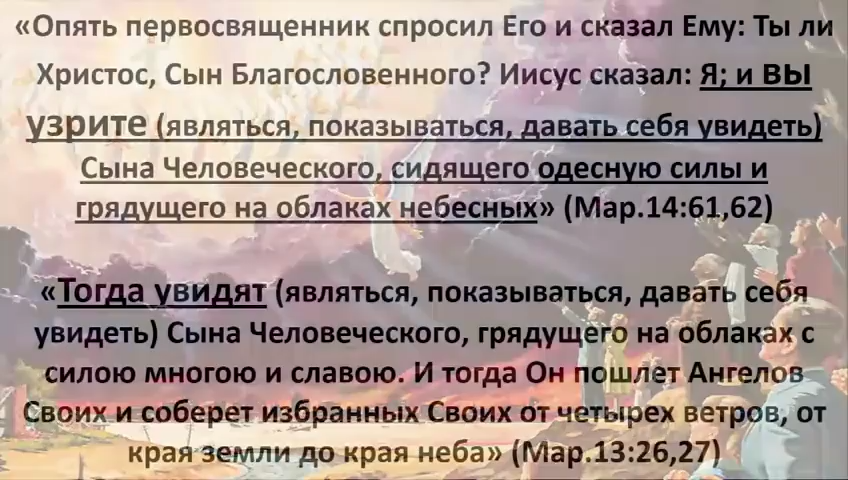 «Опять первосвященник спросил Его и сказал Ему: Ты ли
Христос, Сын Благословенного? Иисус сказал: Я; и вы
узрите (являться, показываться, давать себя увидеть)
Сына Человеческого, сидящего одесную силы и
грядущего на облаках небесных» (Мар.14:61,62)
«Тогда увидят (являться, показываться, давать себя
увидеть) Сына Человеческого, грядущего на облаках с
силою многою и славою. И тогда Он пошлет Ангелов
Своих и соберет избранных Своих от четырех ветров, от
края земли до края неба» (Мар.13:26,27)